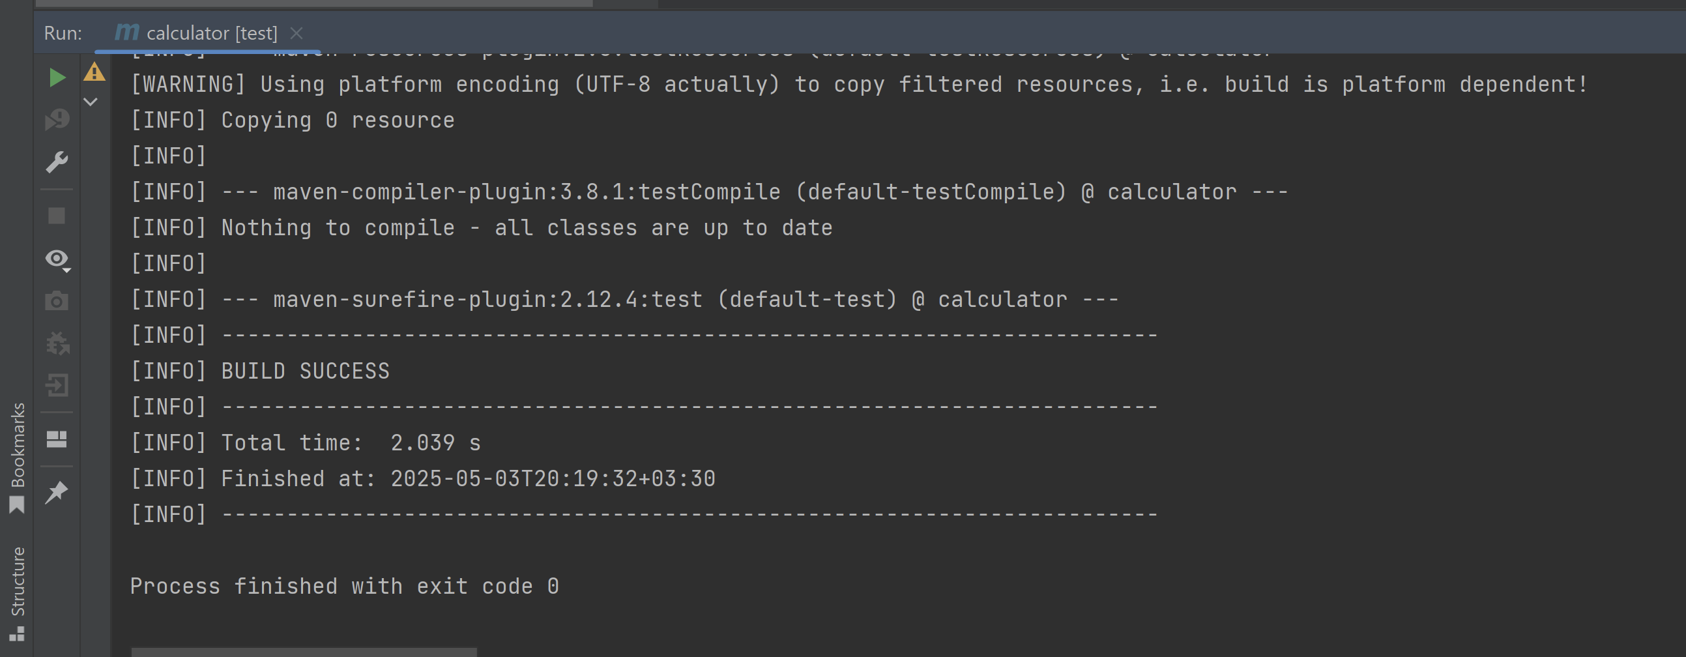 Run: m calculator [test]
[WARNING] Using platform encoding (UTF-8 actually) to copy filtered resources, i.e. build is platform dependent!
[INFO] Copying 0 resource
[INFO]
[INFO] --- maven-compiler-plugin:3.8.1:testCompile (default-testCompile) @ calculator ---
[INFO] Nothing to compile - all classes are up to date
[INFO]
[INFO] --- maven-surefire-plugin:2.12.4:test (default-test) @ calculator ---
[INFO] ------------------------------------------------------------------------
[INFO] BUILD SUCCESS
[INFO] ------------------------------------------------------------------------
[INFO] Total time:  2.039 s
[INFO] Finished at: 2025-05-03T20:19:32+03:30
[INFO] ------------------------------------------------------------------------
Process finished with exit code 0
Bookmarks
Structure